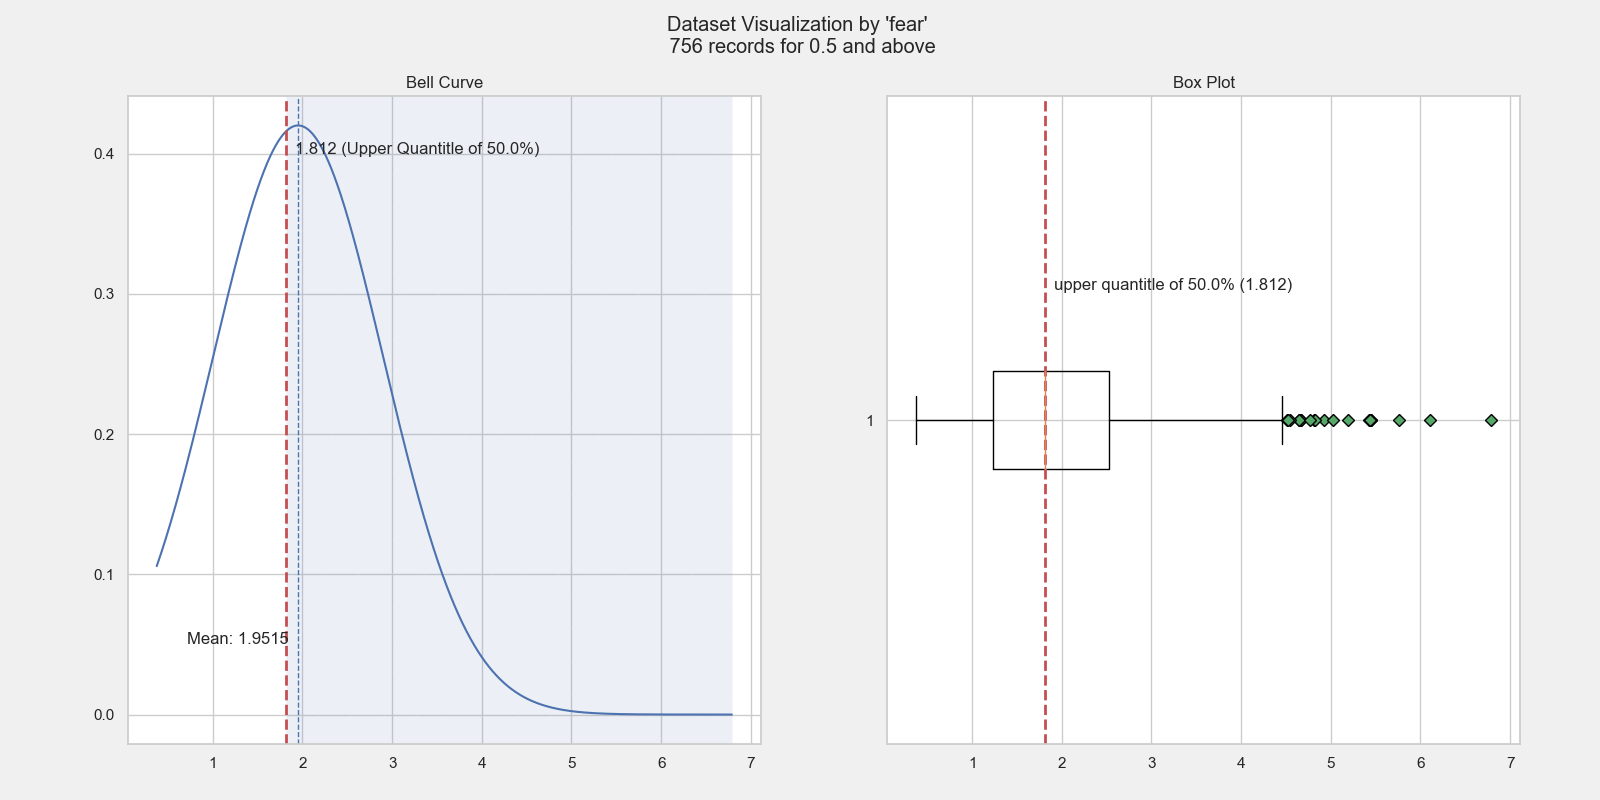 Dataset Visualization by 'fear'
756 records for 0.5 and above
Bell Curve
0.4
0.3
0.2
0.1
0.0
1.812 (Upper Quantitle of 50.0%)
Mean: 1.9515
1 2 3 4 5 6 7
Box Plot
upper quantitle of 50.0% (1.812)
1
1 2 3 4 5 6 7